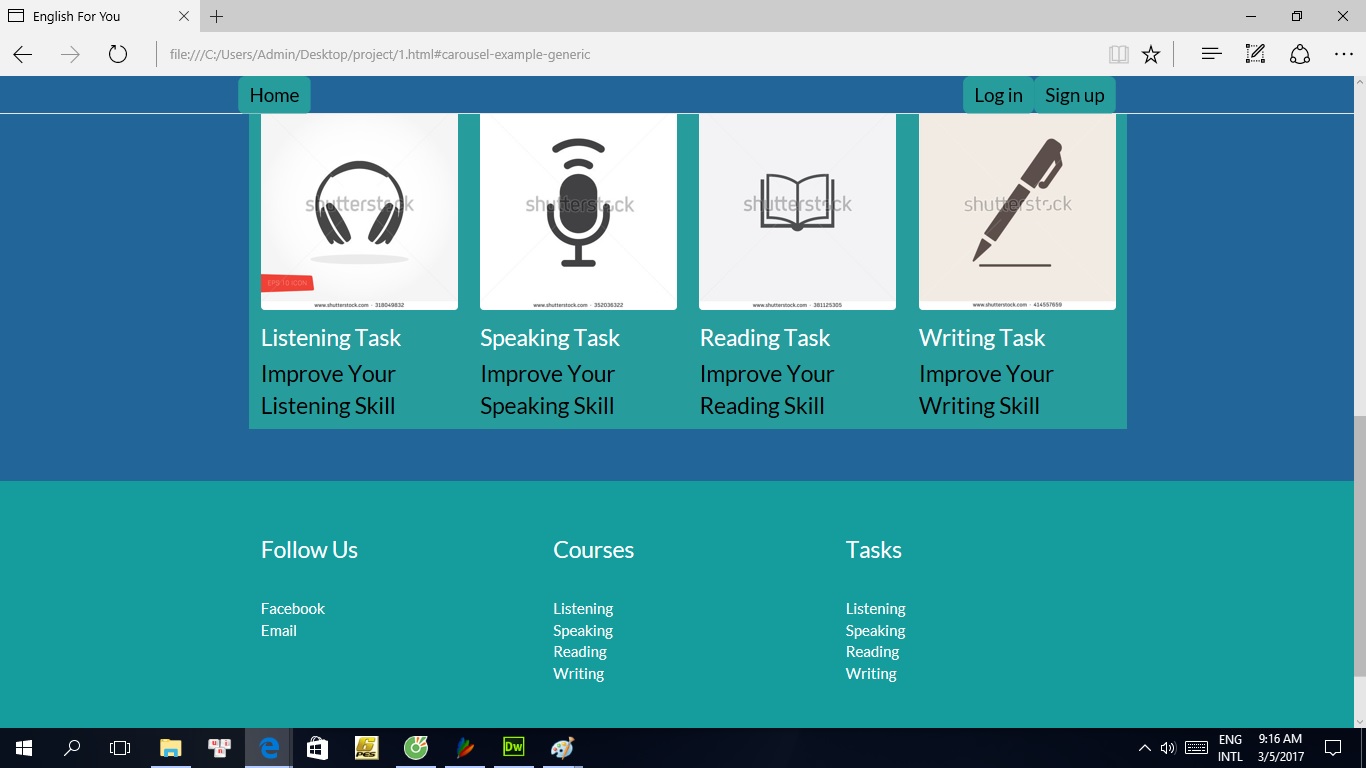 English For You
file:///C:/Users/Admin/Desktop/project/1.html#carousel-example-generic
Home
Log in
Sign up
shutterstock
shutterstock
shutterstock
shutterstock
EPS 10 ICON
www.shutterstock.com · 318049832
www.shutterstock.com · 352036322
www.shutterstock.com · 381125305
www.shutterstock.com · 414557659
Listening Task
Improve Your
Listening Skill
Speaking Task
Improve Your
Speaking Skill
Reading Task
Improve Your
Reading Skill
Writing Task
Improve Your
Writing Skill
Follow Us
Facebook
Email
Courses
Listening
Speaking
Reading
Writing
Tasks
Listening
Speaking
Reading
Writing
6
PES
Dw
ENG
INTL
9:16 AM
3/5/2017